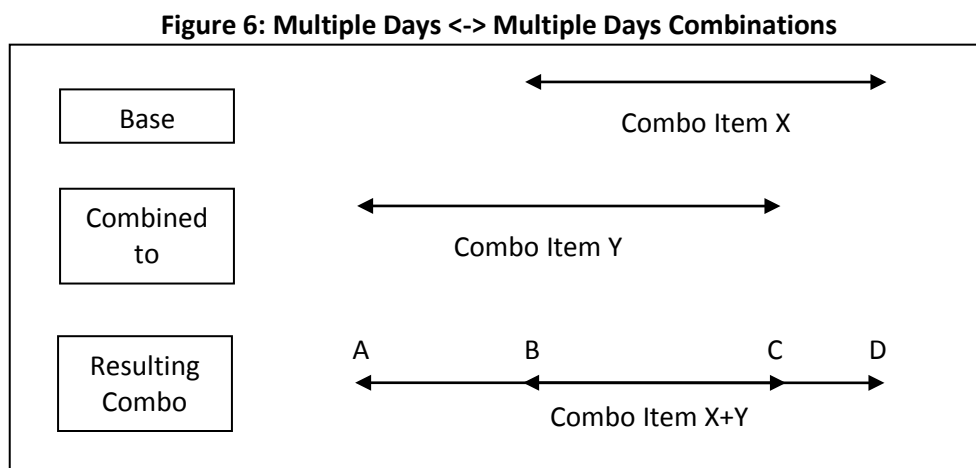 Figure 6: Multiple Days <-> Multiple Days Combinations
Base
Combo Item X
Combined
to
Combo Item Y
Resulting
Combo
A B C D
Combo Item X+Y